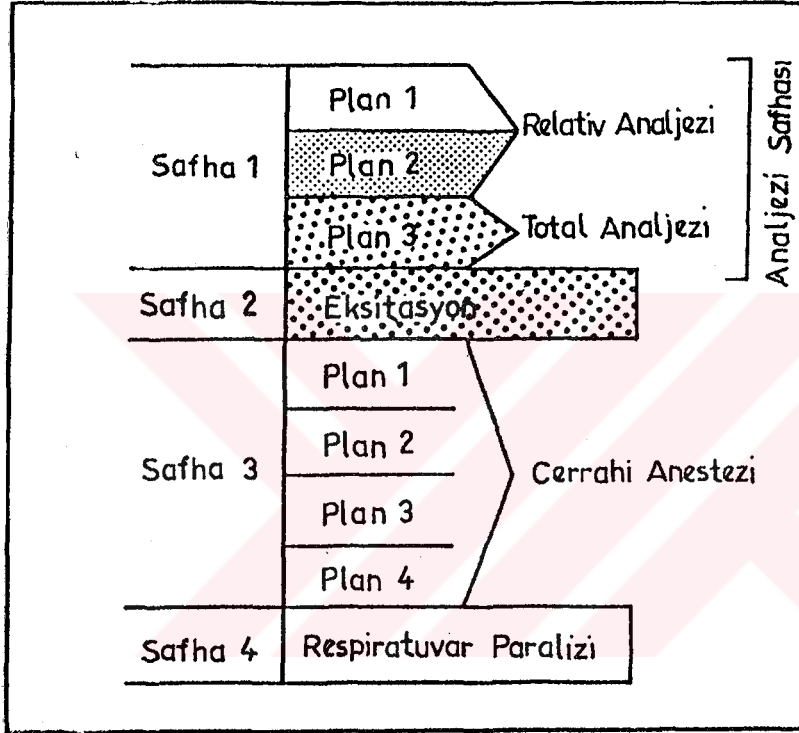 Safha 1
Plan 1
Plan 2
Plan 3
Relativ Analjezi
Total Analjezi
Analjezi Safhası
Safha 2
Eksitasyon
Safha 3
Plan 1
Plan 2
Plan 3
Plan 4
Cerrahi Anestezi
Safha 4
Respiratuvar Paralizi